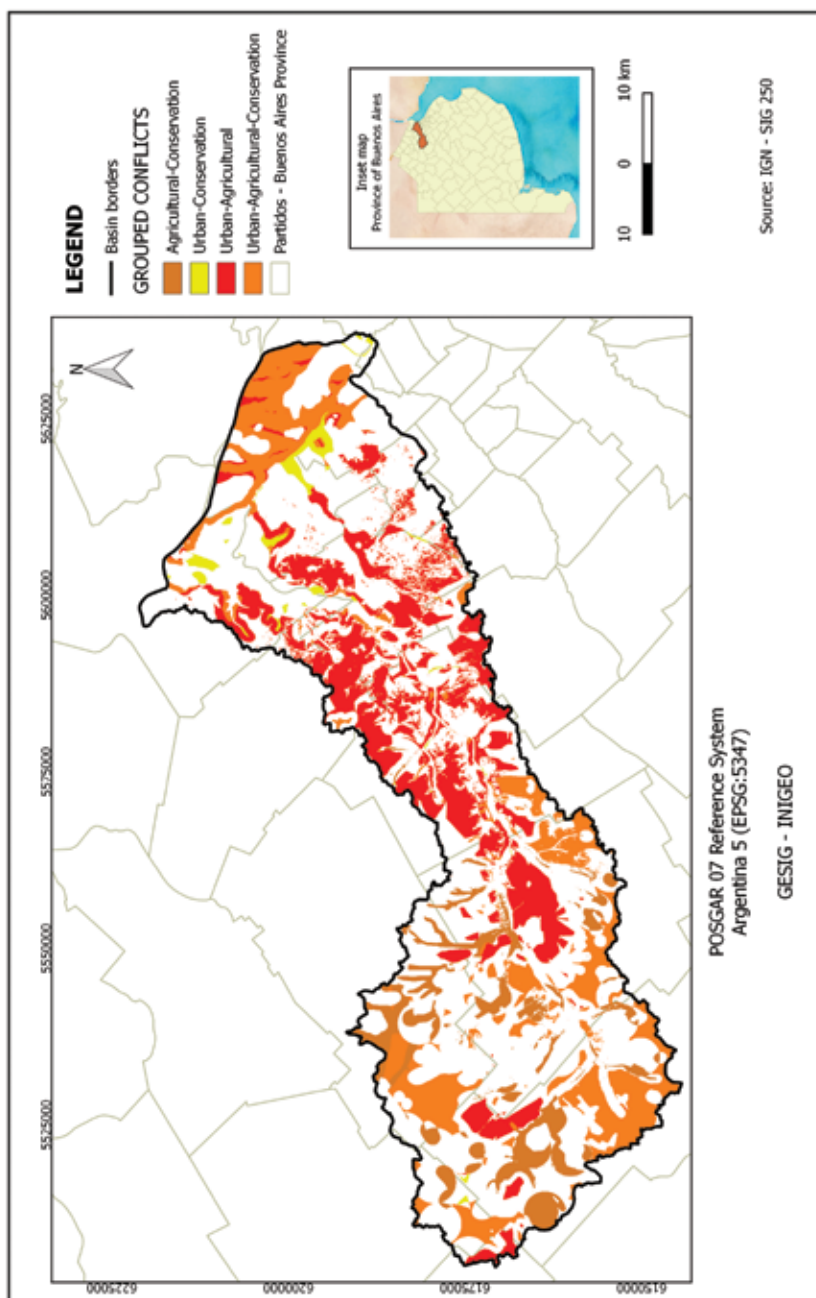 LEGEND
Basin borders
GROUPED CONFLICTS
Agricultural-Conservation
Urban-Conservation
Urban-Agricultural
Urban-Agricultural-Conservation
Partidos - Buenos Aires Province
Inset map
Province of Buenos Aires
10 0 10 km
Source: IGN - SIG 250
N
5525000 5550000 5575000 5600000 5625000
6225000
6200000
6175000
6150000
POSGAR 07 Reference System
Argentina 5 (EPSG:5347)
GESIG - INIGEO